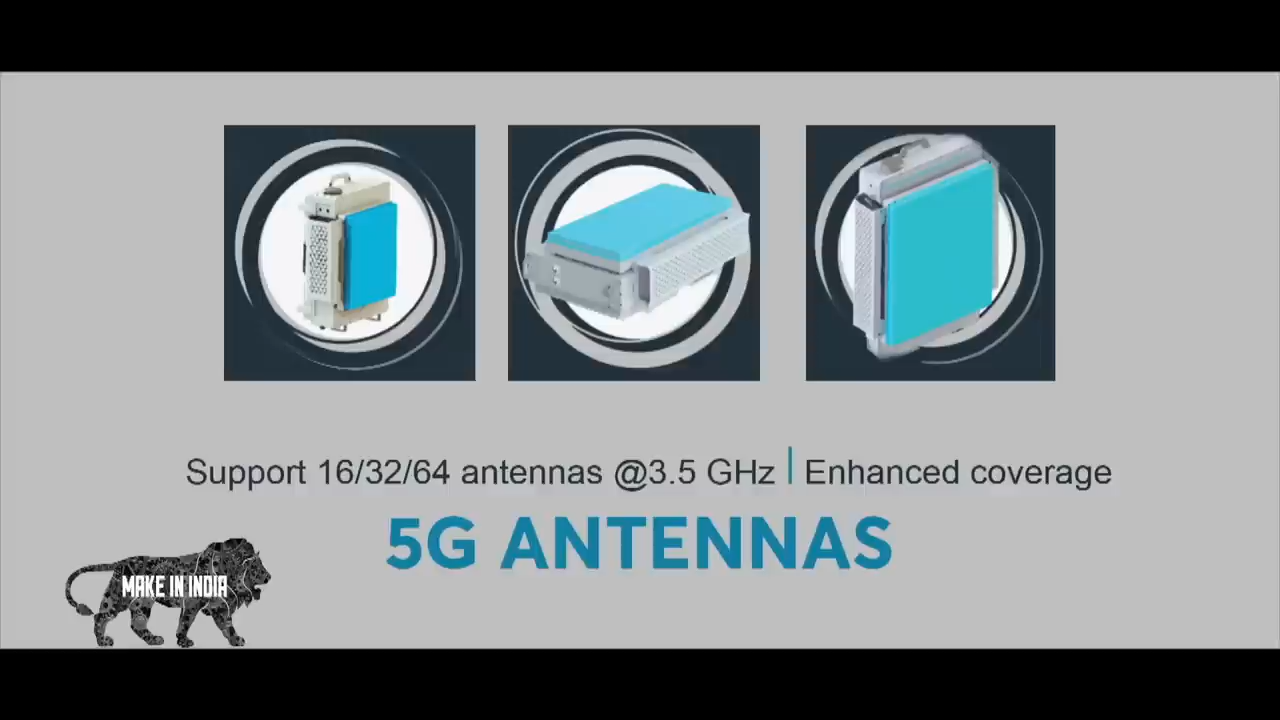 Support 16/32/64 antennas @3.5 GHz | Enhanced coverage
5G ANTENNAS
MAKE IN INDIA